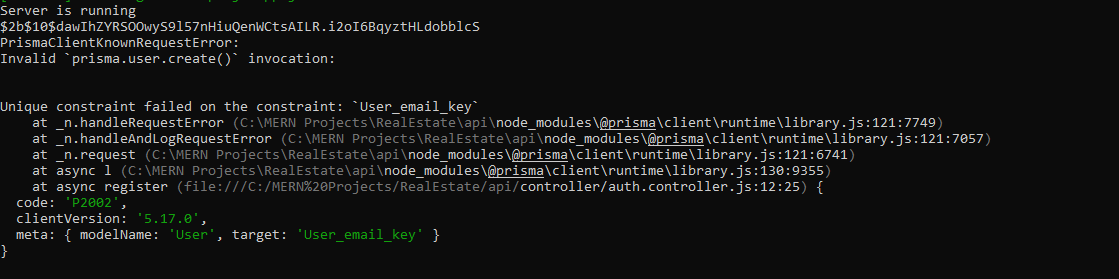 Server is running
$2b$10$dawIhZYRSOOwyS9l57nHiuQenWCtsAILR.i2oI6BqyztHLdobblcS
PrismaClientKnownRequestError:
Invalid `prisma.user.create()` invocation:
Unique constraint failed on the constraint: `User_email_key`
at _n.handleRequestError (C:\MERN Projects\RealEstate\api\node_modules\@prisma\client\runtime\library.js:121:7749)
at _n.handleAndLogRequestError (C:\MERN Projects\RealEstate\api\node_modules\@prisma\client\runtime\library.js:121:7057)
at _n.request (C:\MERN Projects\RealEstate\api\node_modules\@prisma\client\runtime\library.js:121:6741)
at async l (C:\MERN Projects\RealEstate\api\node_modules\@prisma\client\runtime\library.js:130:9355)
at async register (file:///C:/MERN%20Projects/RealEstate/api/controller/auth.controller.js:12:25) {
code: 'P2002',
clientVersion: '5.17.0',
meta: { modelName: 'User', target: 'User_email_key' }
}